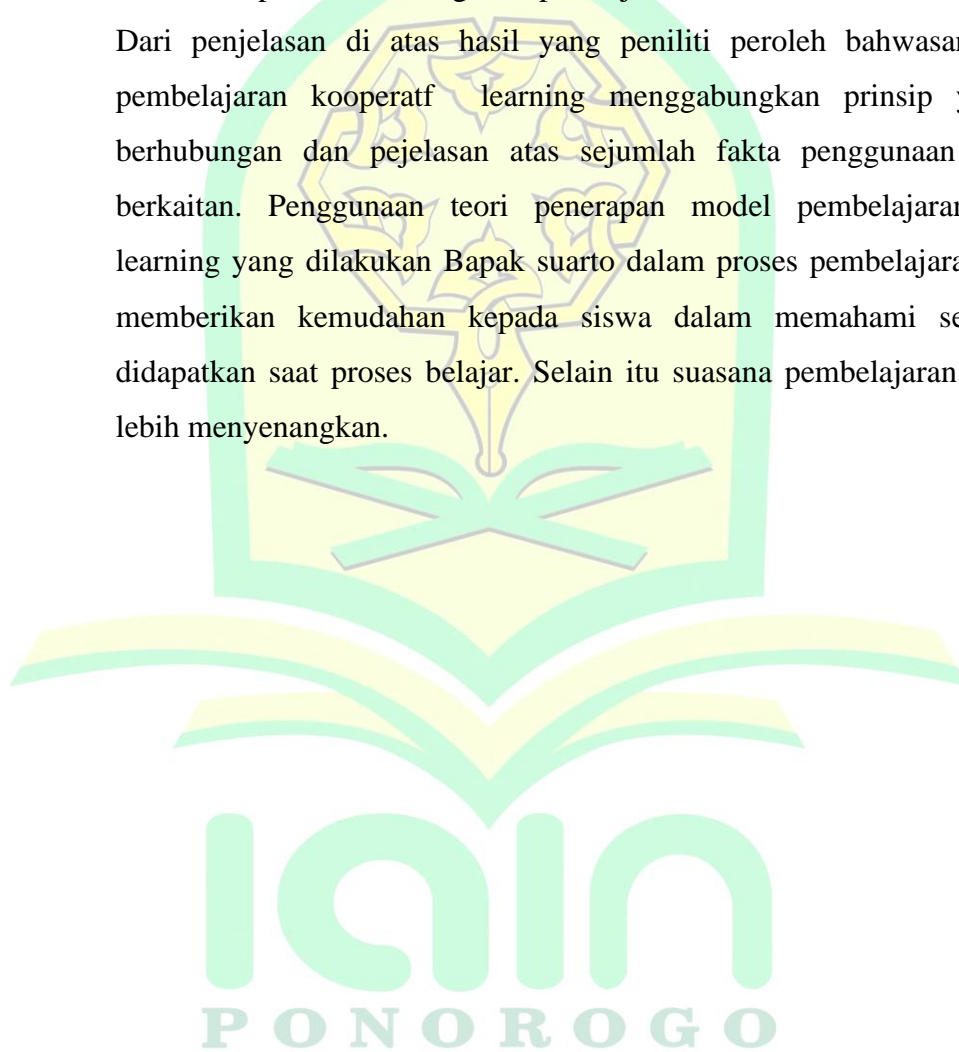 Dari penjelasan di atas hasil yang peniliti peroleh bahwasan
pembelajaran kooperatf learning menggabungkan prinsip
berhubungan dan pejelasan atas sejumlah fakta penggunaan
berkaitan. Penggunaan teori penerapan model pembelajaran
learning yang dilakukan Bapak suarto dalam proses pembelajara
memberikan kemudahan kepada siswa dalam memahami se
didapatkan saat proses belajar. Selain itu suasana pembelajaran
lebih menyenangkan.
iain
PONOROGO